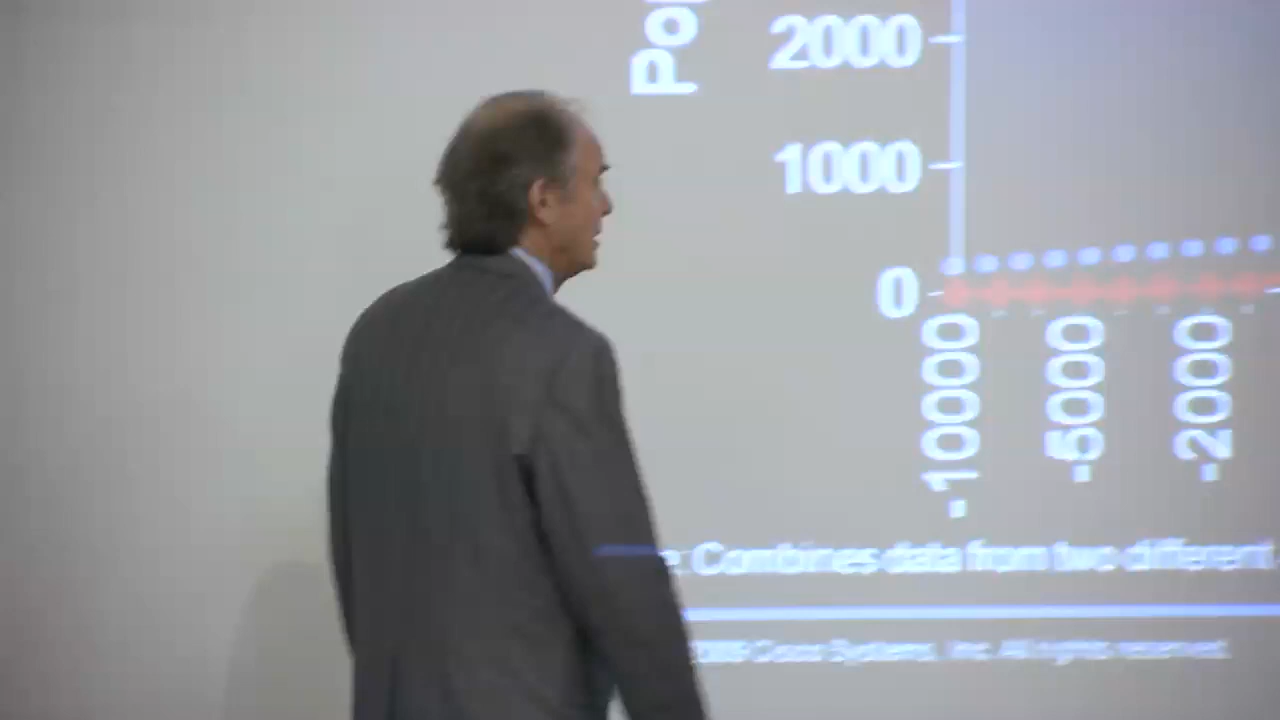 Po
2000
1000
0
-10000
-5000
-2000
: Combines data from two different
Cisco Systems, Inc. All rights reserved.